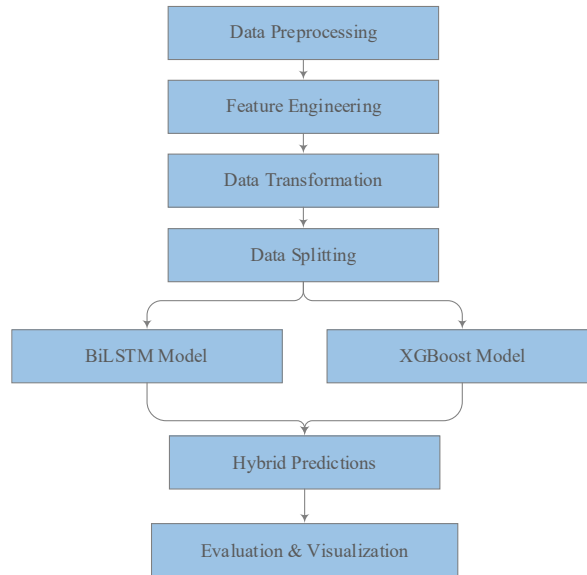 Data Preprocessing
Feature Engineering
Data Transformation
Data Splitting
BiLSTM Model
XGBoost Model
Hybrid Predictions
Evaluation & Visualization